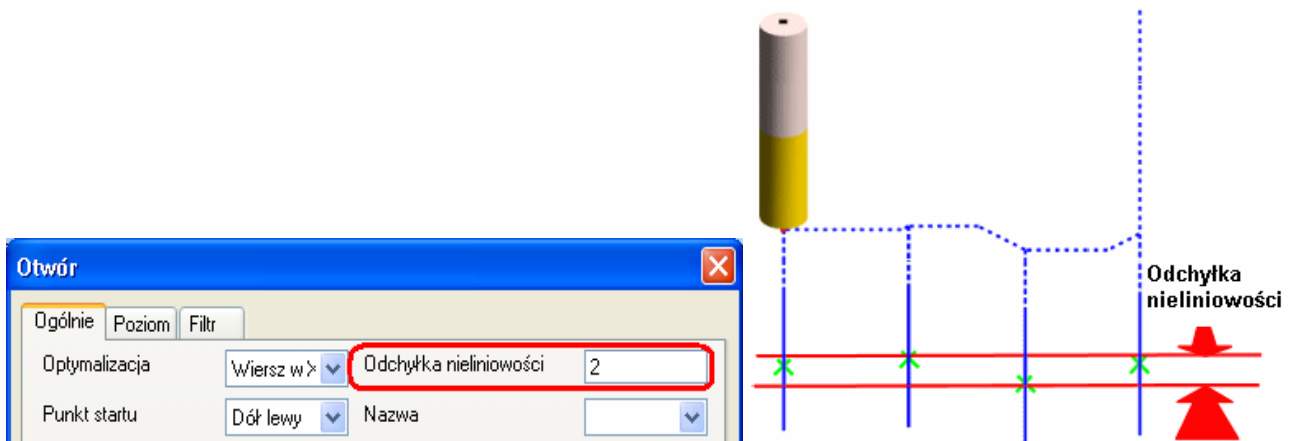 Otwór
Ogólnie Poziom Filtr
Optymalizacja Wiersz w X Odchyłka nieliniowości 2
Punkt startu Dół lewy Nazwa
Odchyłka
nieliniowości